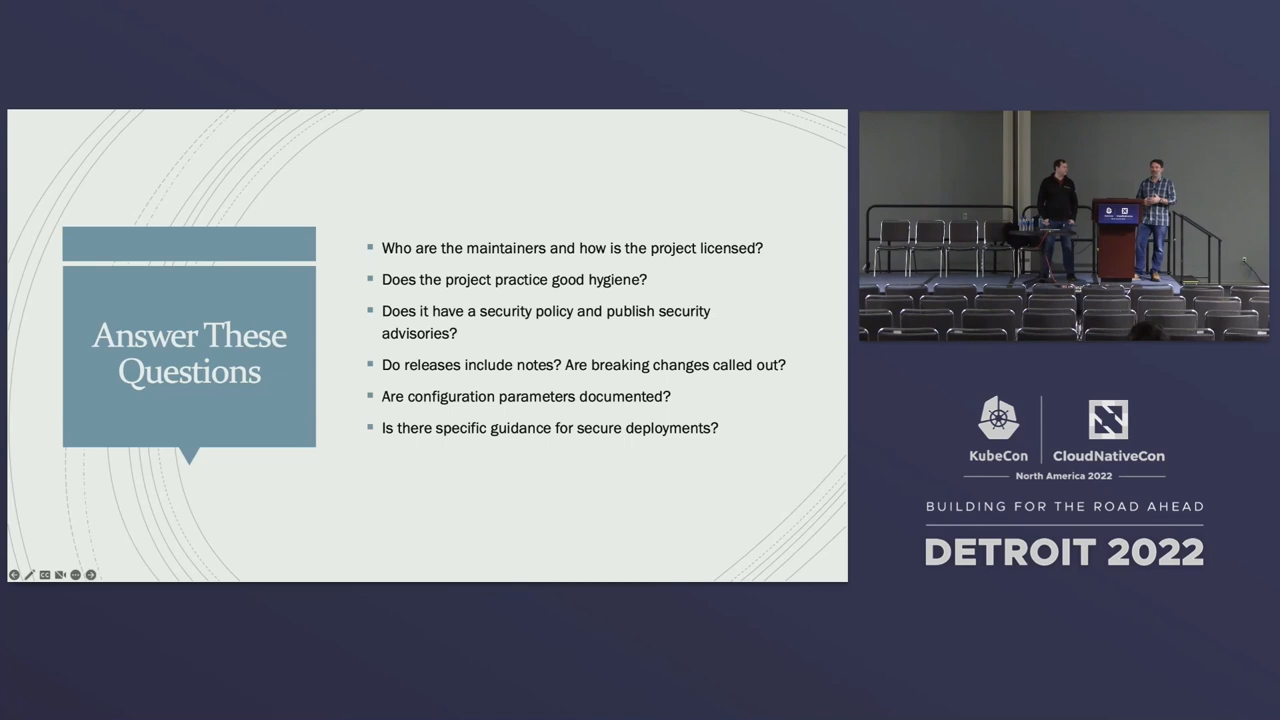 Answer These
Questions
Who are the maintainers and how is the project licensed?
Does the project practice good hygiene?
Does it have a security policy and publish security
advisories?
Do releases include notes? Are breaking changes called out?
Are configuration parameters documented?
Is there specific guidance for secure deployments?
KubeCon
CloudNativeCon
North America 2022
BUILDING FOR THE ROAD AHEAD
DETROIT 2022